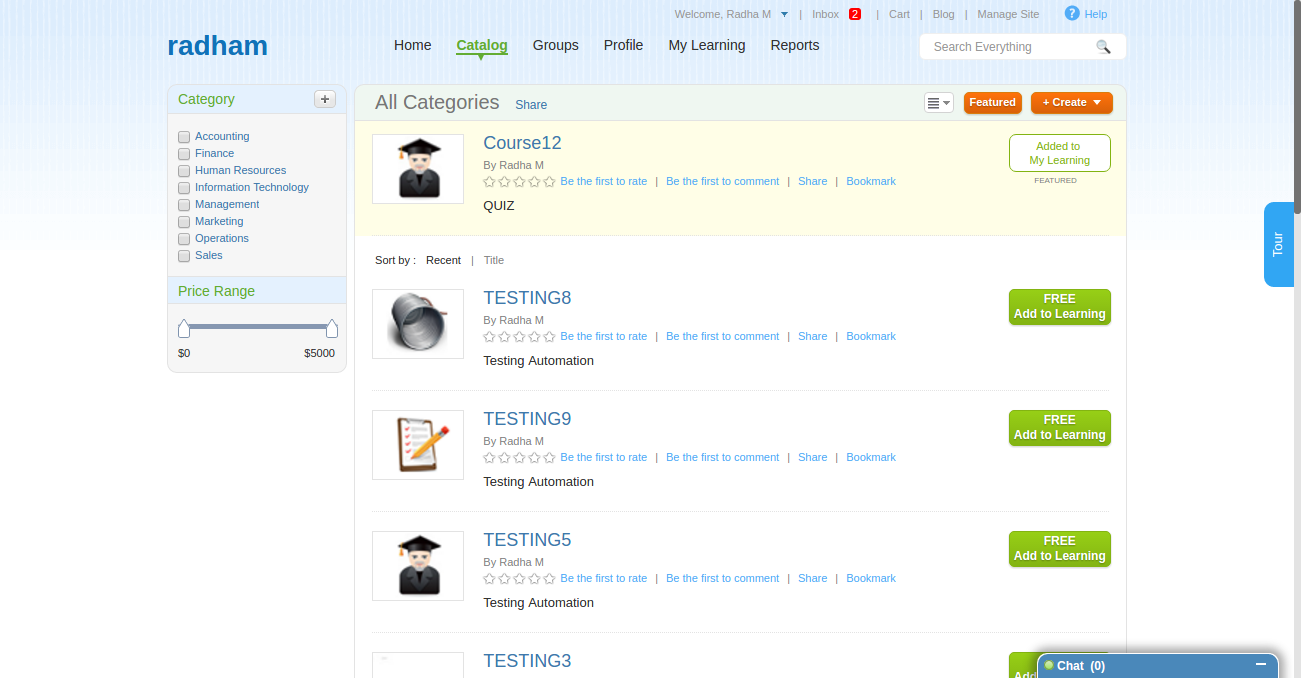 Welcome, Radha M | Inbox 2 | Cart | Blog | Manage Site ? Help
radham
Home Catalog Groups Profile My Learning Reports
Search Everything
Category +
Accounting
Finance
Human Resources
Information Technology
Management
Marketing
Operations
Sales
Price Range
$0 $5000
All Categories Share Featured + Create
Course12
By Radha M
Be the first to rate | Be the first to comment | Share | Bookmark
QUIZ
Added to
My Learning
FEATURED
Sort by : Recent | Title
TESTING8
By Radha M
Be the first to rate | Be the first to comment | Share | Bookmark
Testing Automation
FREE
Add to Learning
TESTING9
By Radha M
Be the first to rate | Be the first to comment | Share | Bookmark
Testing Automation
FREE
Add to Learning
TESTING5
By Radha M
Be the first to rate | Be the first to comment | Share | Bookmark
Testing Automation
FREE
Add to Learning
TESTING3
Add
Tour
Chat (0)